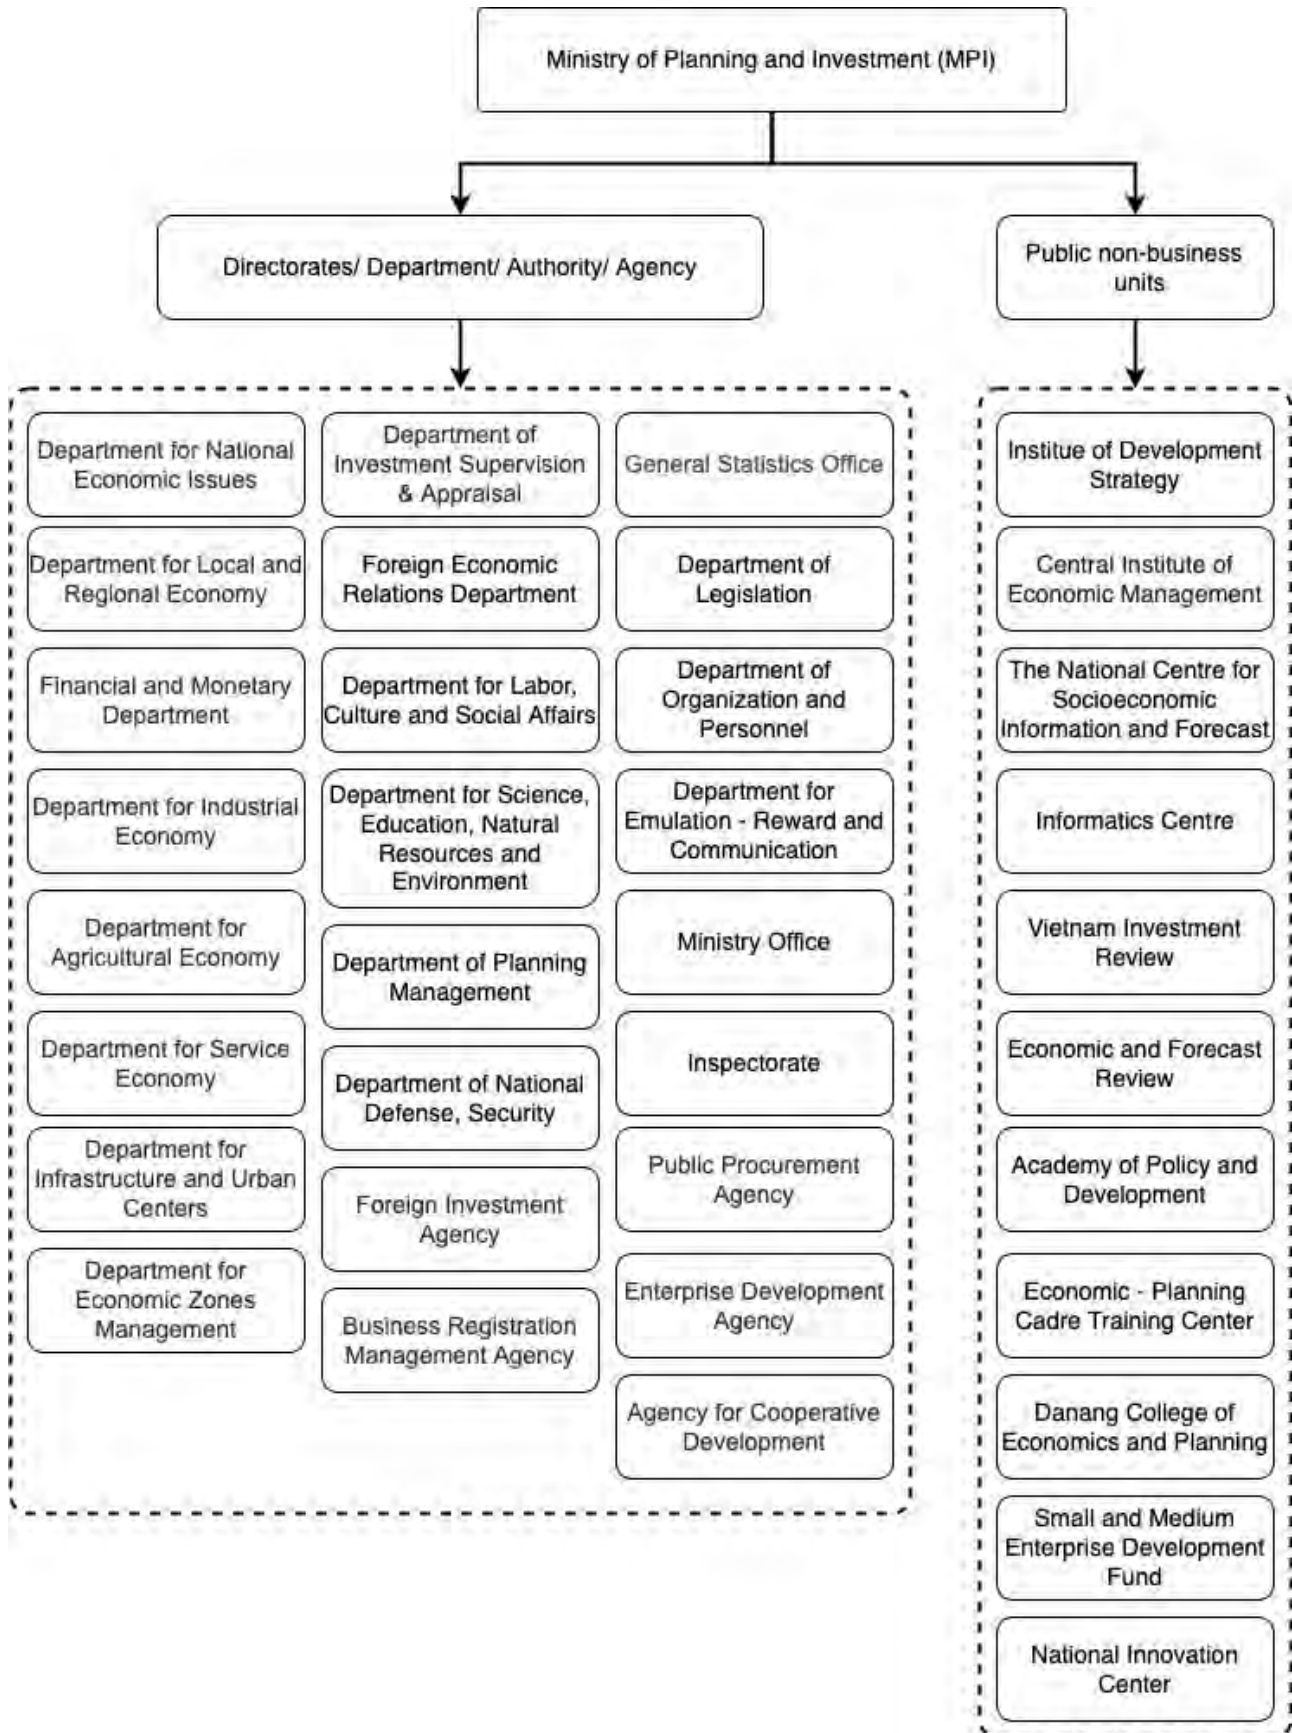 Ministry of Planning and Investment (MPI)
Directorates/ Department/ Authority/ Agency
Public non-business
units
Department for National
Economic Issues
Department for Local and
Regional Economy
Financial and Monetary
Department
Department for Industrial
Economy
Department for
Agricultural Economy
Department for Service
Economy
Department for
Infrastructure and Urban
Centers
Department for
Economic Zones
Management
Department of
Investment Supervision
& Appraisal
Foreign Economic
Relations Department
Department for Labor,
Culture and Social Affairs
Department for Science,
Education, Natural
Resources and
Environment
Department of Planning
Management
Department of National
Defense, Security
Foreign Investment
Agency
Business Registration
Management Agency
General Statistics Office
Department of
Legislation
Department of
Organization and
Personnel
Department for
Emulation - Reward and
Communication
Ministry Office
Inspectorate
Public Procurement
Agency
Enterprise Development
Agency
Agency for Cooperative
Development
Institue of Development
Strategy
Central Institute of
Economic Management
The National Centre for
Socioeconomic
Information and Forecast
Informatics Centre
Vietnam Investment
Review
Economic and Forecast
Review
Academy of Policy and
Development
Economic - Planning
Cadre Training Center
Danang College of
Economics and Planning
Small and Medium
Enterprise Development
Fund
National Innovation
Center